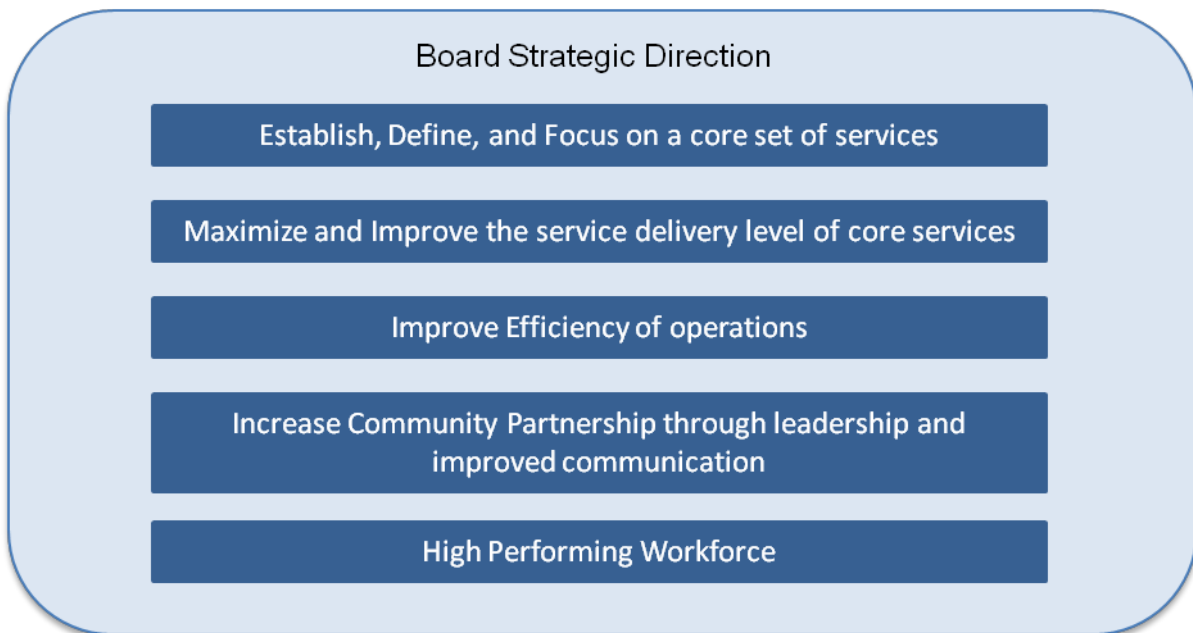 Board Strategic Direction
Establish, Define, and Focus on a core set of services
Maximize and Improve the service delivery level of core services
Improve Efficiency of operations
Increase Community Partnership through leadership and
improved communication
High Performing Workforce